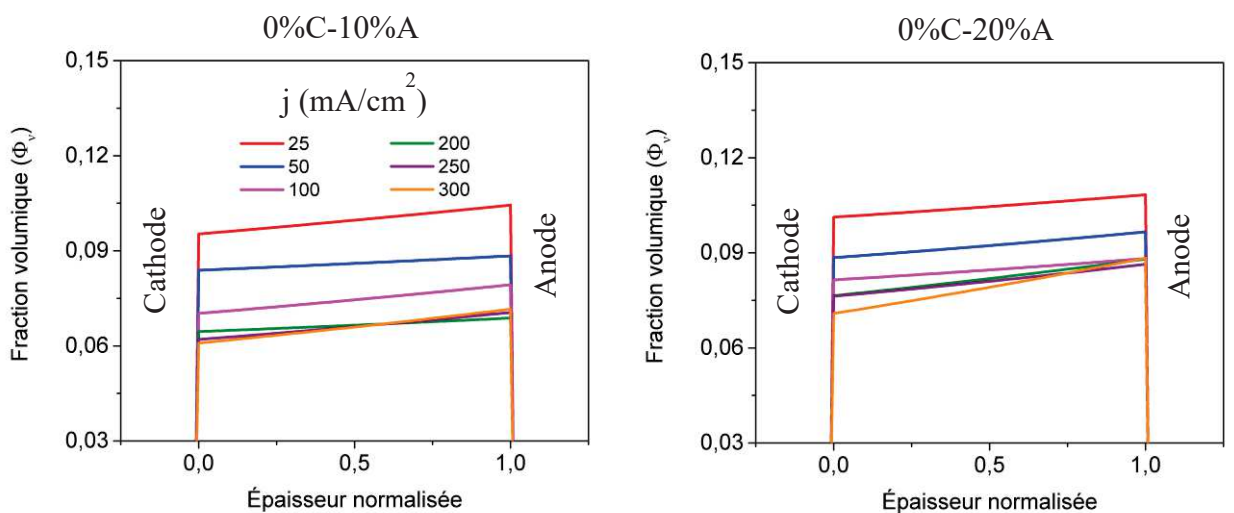 0%C-10%A
0,15
0,12
0,09
0,06
0,03
Fraction volumique (Φᵥ)
j (mA/cm²)
25
50
100
200
250
300
Cathode
Anode
0,0
0,5
1,0
Épaisseur normalisée
0%C-20%A
0,15
0,12
0,09
0,06
0,03
Fraction volumique (Φᵥ)
Cathode
Anode
0,0
0,5
1,0
Épaisseur normalisée